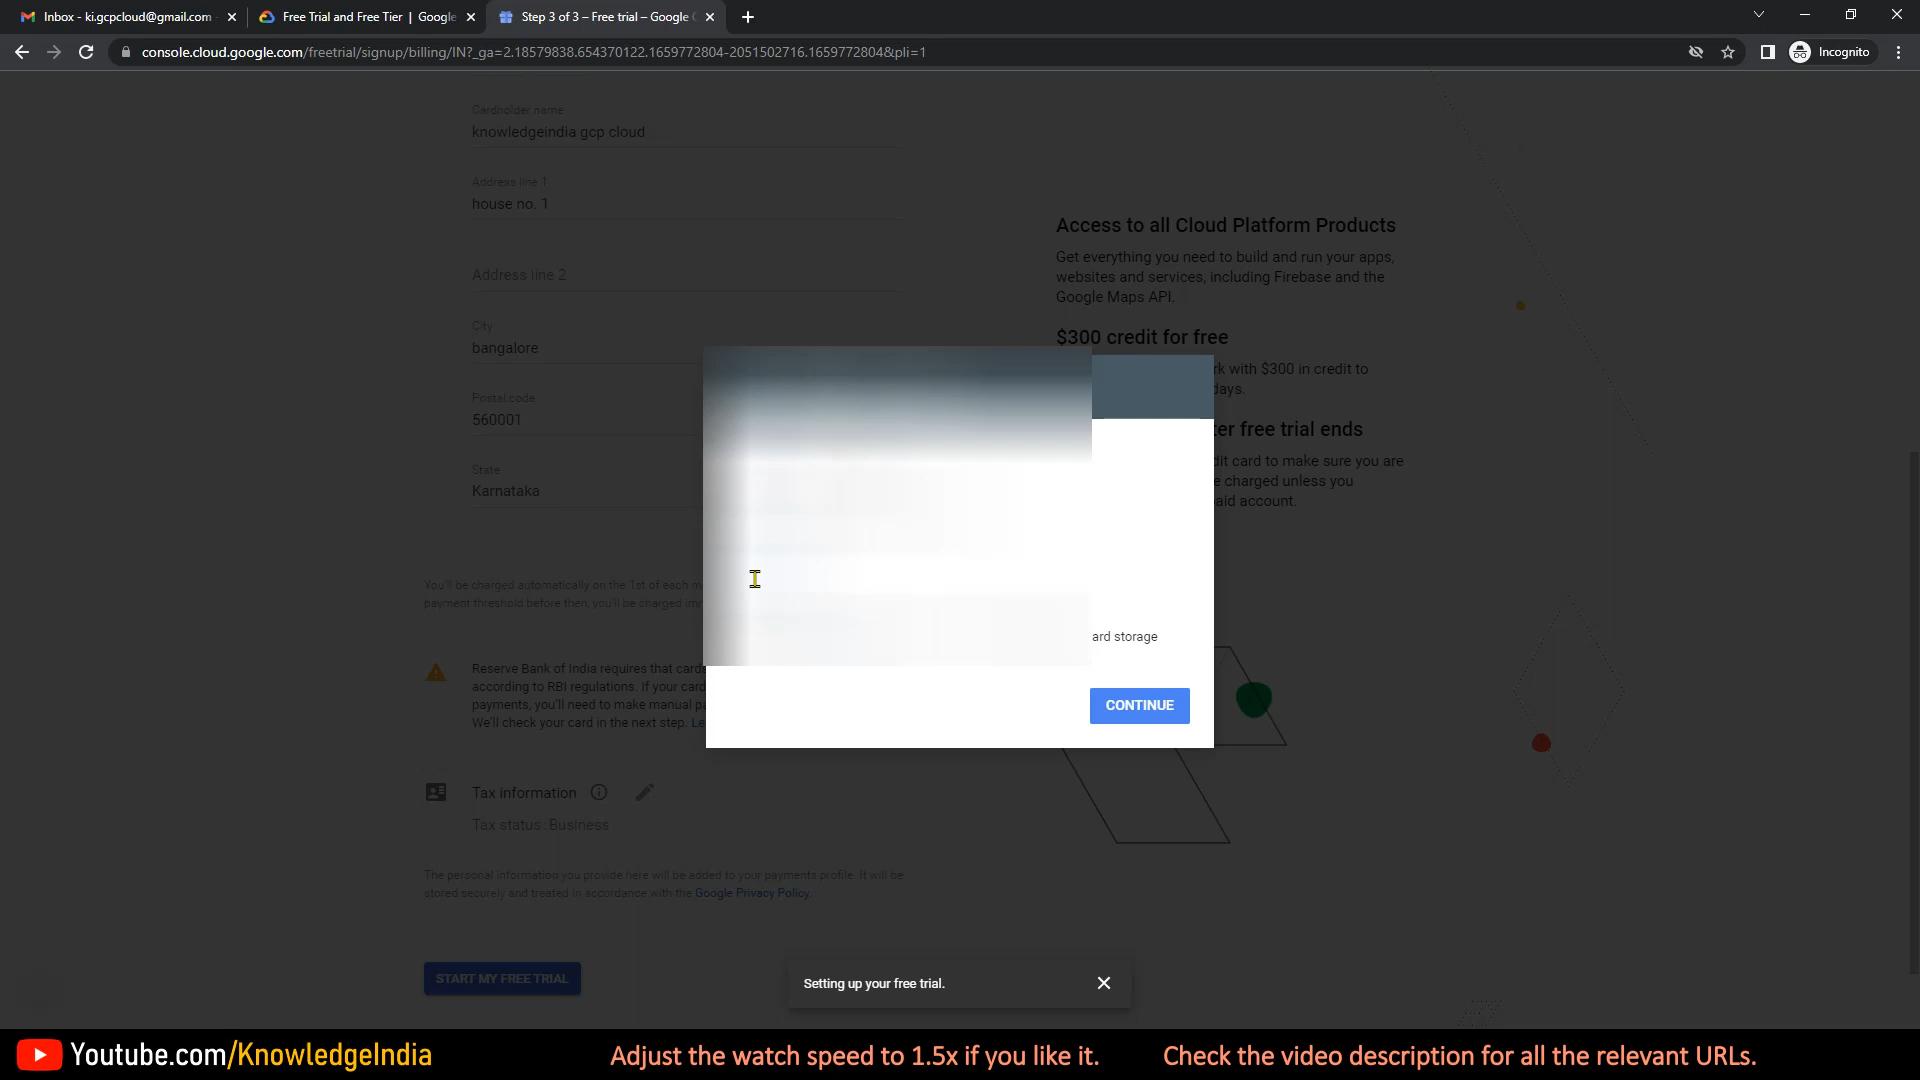 Inbox - ki.gcpcloud@gmail.com
Free Trial and Free Tier | Google
Step 3 of 3 – Free trial – Google
console.cloud.google.com/freetrial/signup/billing/IN?_ga=2.18579838.654370122.1659772804-2051502716.1659772804&pli=1
Incognito
Cardholder name
knowledgeindia gcp cloud
Address line 1
house no. 1
Address line 2
City
bangalore
Postal code
560001
State
Karnataka
You'll be charged automatically on the 1st of each
payment threshold before then, you'll be charged
Reserve Bank of India requires that card
according to RBI regulations. If your card
payments, you'll need to make manual
We'll check your card in the next step.
Tax information
Tax status: Business
The personal information you provide here will be added to your payments profile. It will be
stored securely and treated in accordance with the Google Privacy Policy.
START MY FREE TRIAL
Access to all Cloud Platform Products
Get everything you need to build and run your apps,
websites and services, including Firebase and the
Google Maps API.
$300 credit for free
rk with $300 in credit to
days.
ter free trial ends
dit card to make sure you are
e charged unless you
aid account.
ard storage
CONTINUE
Setting up your free trial.
Youtube.com/KnowledgeIndia
Adjust the watch speed to 1.5x if you like it.
Check the video description for all the relevant URLs.